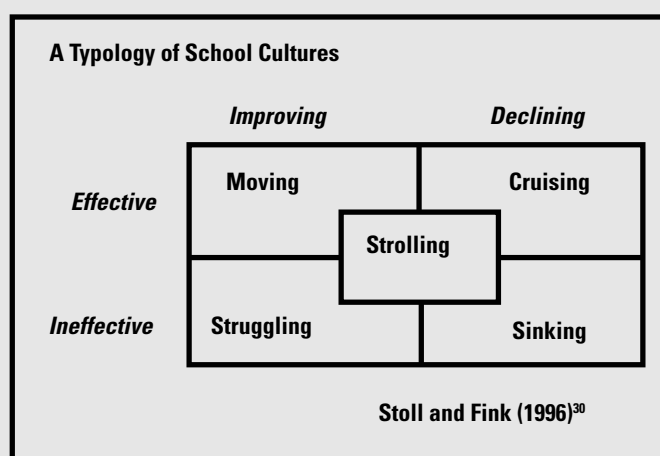 A Typology of School Cultures
Improving Declining
Effective Moving Cruising
Strolling
Ineffective Struggling Sinking
Stoll and Fink (1996)³⁰